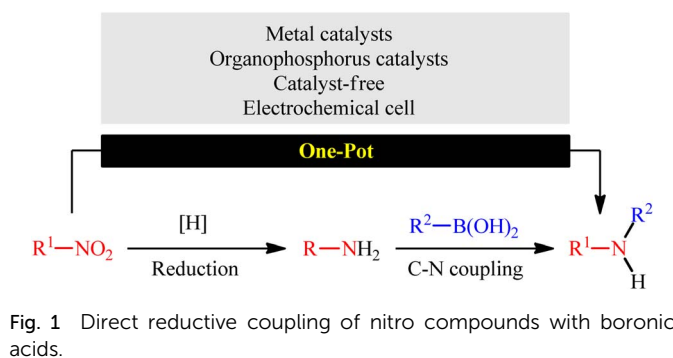 Metal catalysts
Organophosphorus catalysts
Catalyst-free
Electrochemical cell
One-Pot
R¹—NO₂
[H]
Reduction
R—NH₂
R²—B(OH)₂
C-N coupling
R¹—N
R²
H
Fig. 1 Direct reductive coupling of nitro compounds with boronic
acids.